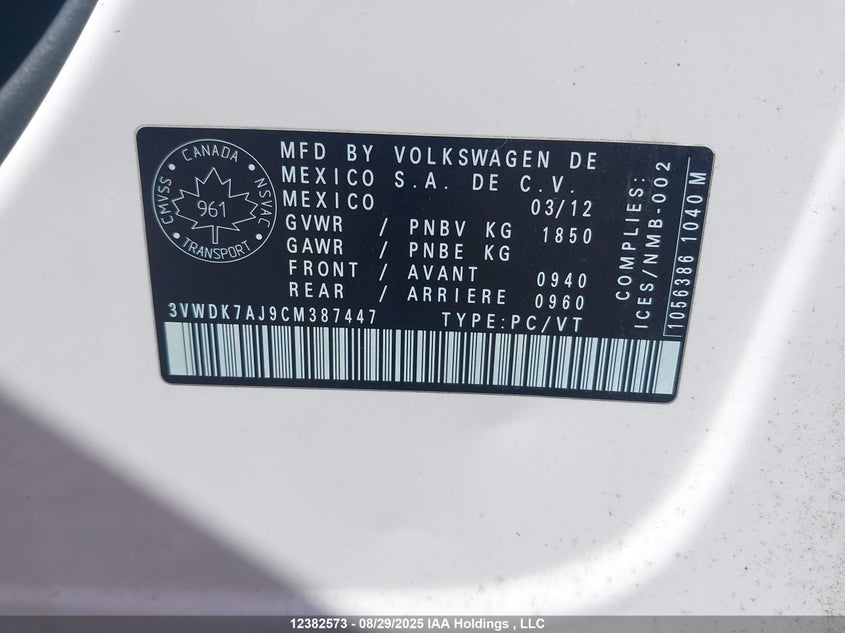 CANADA
CMVSS
NSVAC
961
TRANSPORT
MFD BY VOLKSWAGEN DE
MEXICO S.A. DE C.V.
MEXICO 03/12
GVWR / PNBV KG 1850
GAWR / PNBE KG
FRONT / AVANT 0940
REAR / ARRIERE 0960
3VWDK7AJ9CM387447 TYPE:PC/VT
COMPLIES:
ICES/NMB-002
1056386 1040 M
12382573 - 08/29/2025 IAA Holdings , LLC